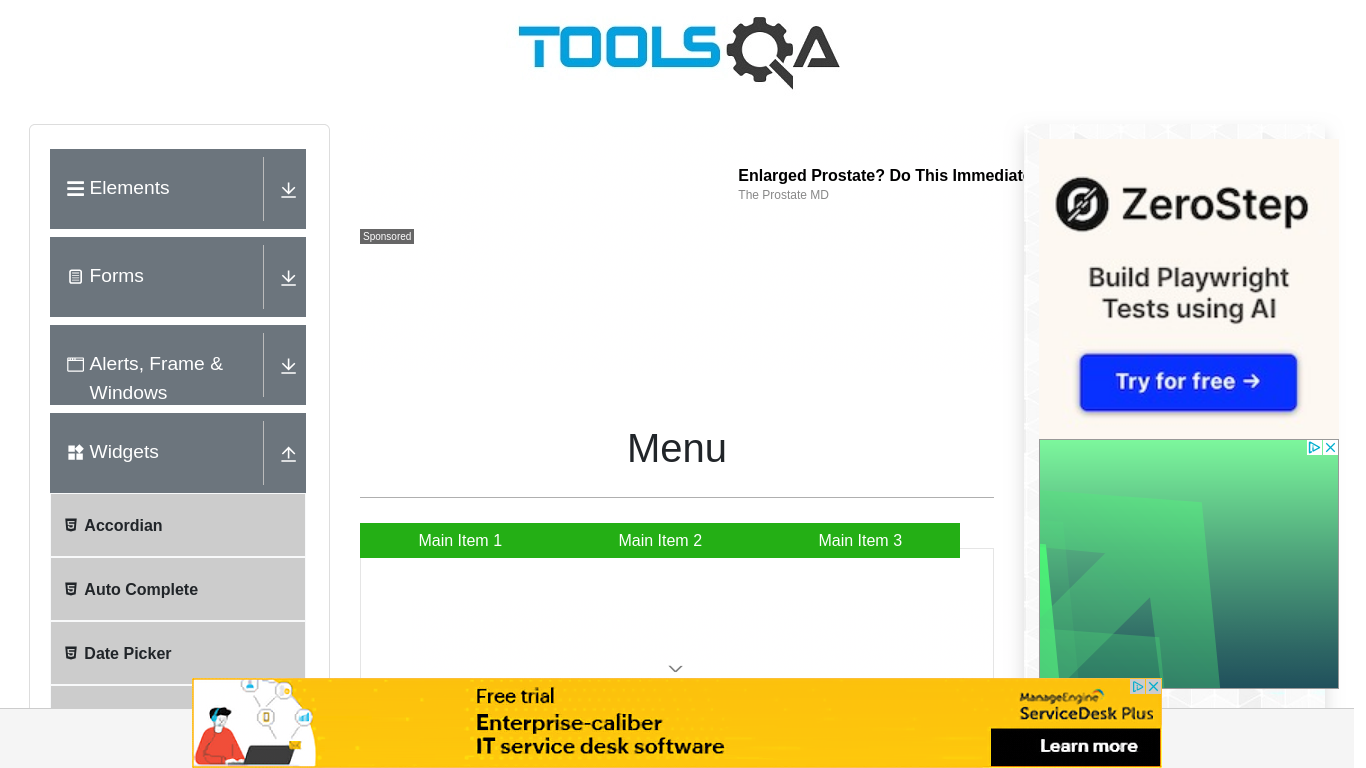 TOOLSQA
Elements
Forms
Alerts, Frame &
Windows
Widgets
Accordian
Auto Complete
Date Picker
Enlarged Prostate? Do This Immediate
The Prostate MD
Sponsored
Menu
Main Item 1
Main Item 2
Main Item 3
ZeroStep
Build Playwright
Tests using AI
Try for free →
Free trial
Enterprise-caliber
IT service desk software
ManageEngine
ServiceDesk Plus
Learn more